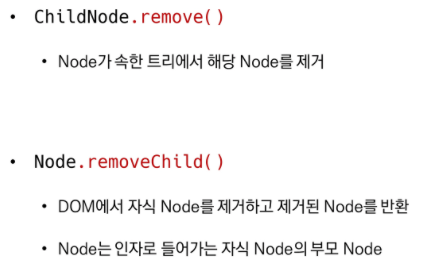 • ChildNode.remove()
• Node가 속한 트리에서 해당 Node를 제거
• Node.removeChild()
• DOM에서 자식 Node를 제거하고 제거된 Node를 반환
• Node는 인자로 들어가는 자식 Node의 부모 Node